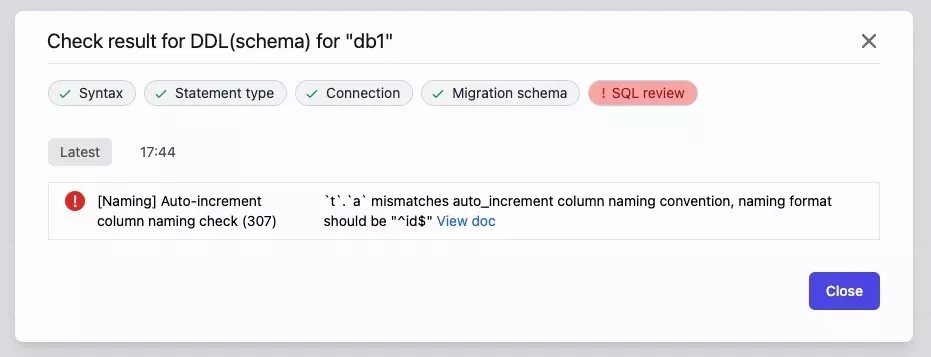 Check result for DDL(schema) for "db1"
Syntax Statement type Connection Migration schema ! SQL review
Latest 17:44
[Naming] Auto-increment
column naming check (307)
`t`.`a` mismatches auto_increment column naming convention, naming format
should be "^id$" View doc
Close